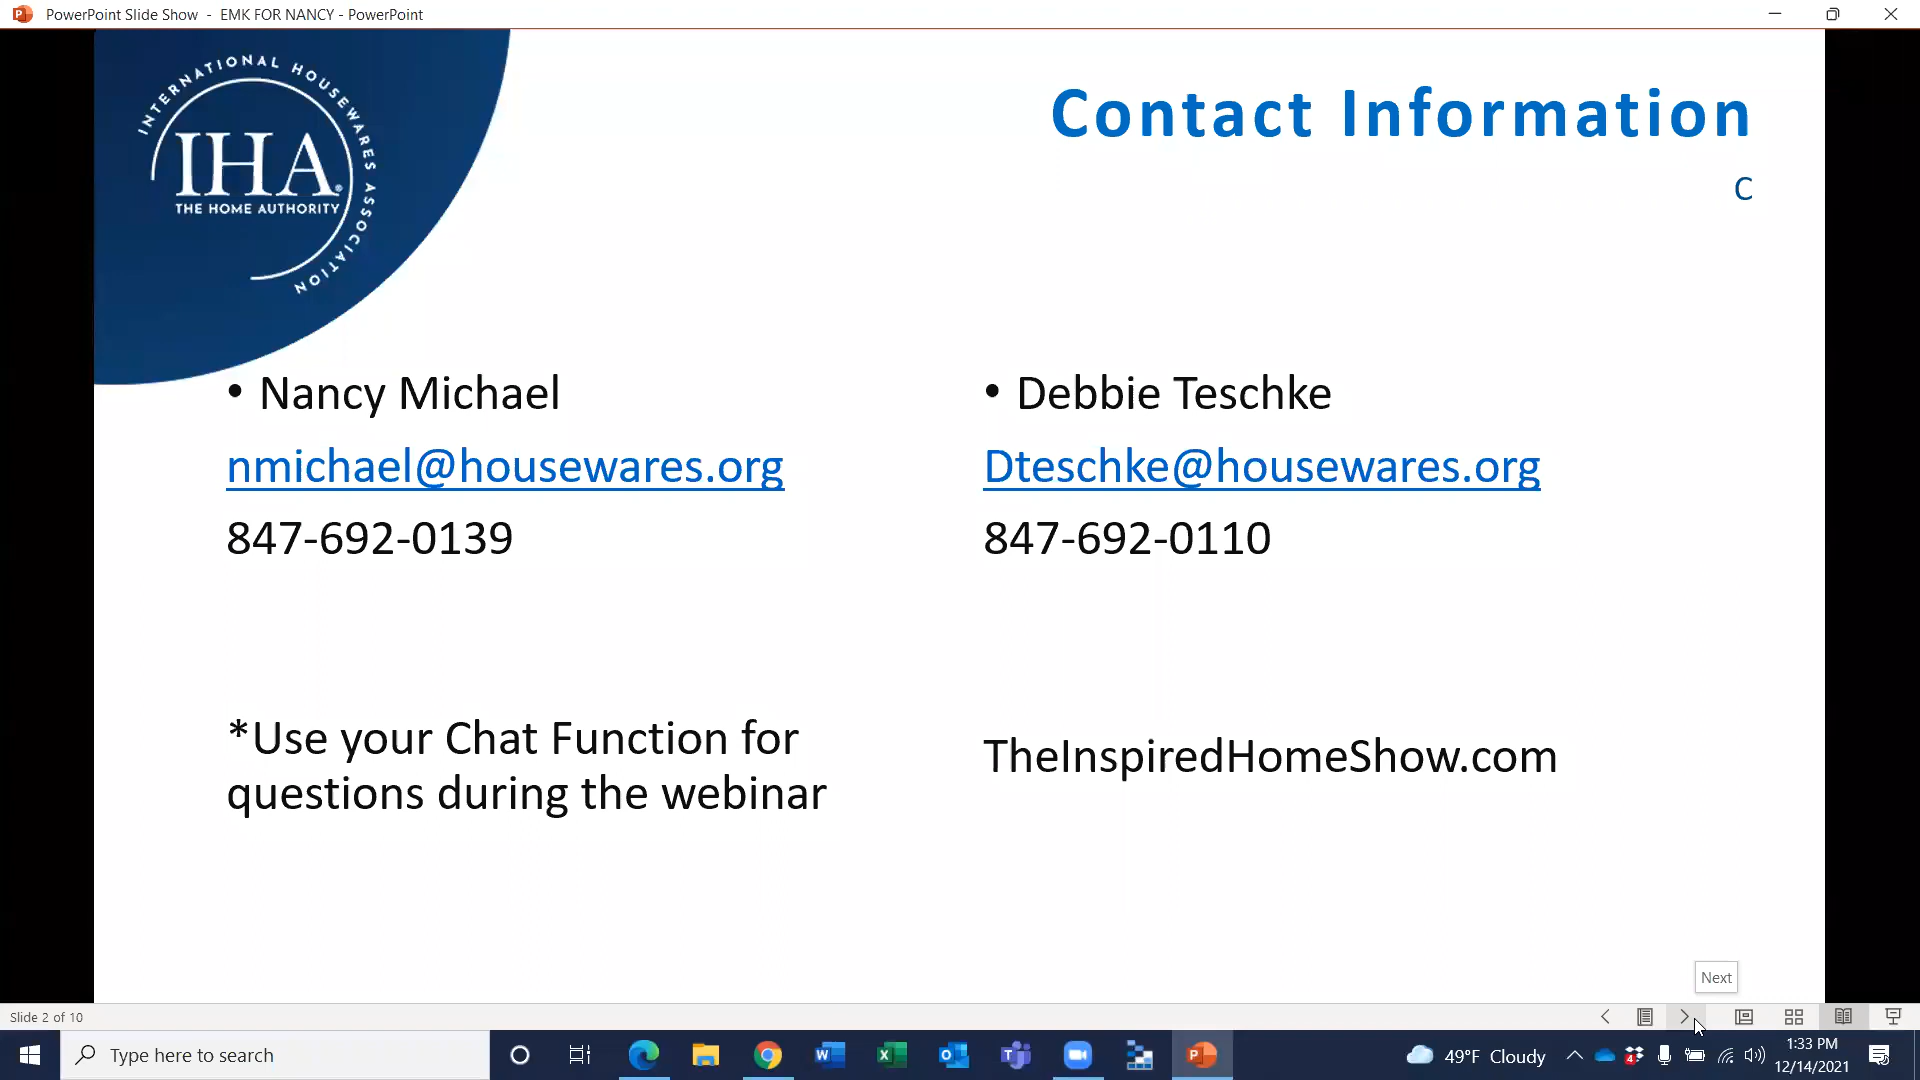 PowerPoint Slide Show - EMK FOR NANCY - PowerPoint
INTERNATIONAL HOUSEWARES ASSOCIATION
IHA®
THE HOME AUTHORITY
Contact Information
C
• Nancy Michael
nmichael@housewares.org
847-692-0139
• Debbie Teschke
Dteschke@housewares.org
847-692-0110
*Use your Chat Function for
questions during the webinar
TheInspiredHomeShow.com
Next
Slide 2 of 10
Type here to search
49°F Cloudy
4
1:33 PM
12/14/2021